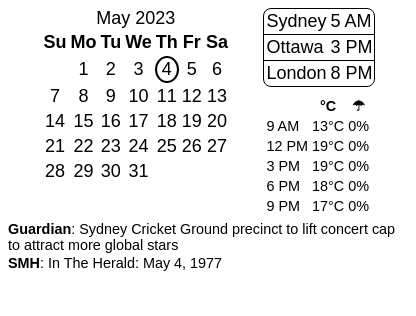 May 2023
Su Mo Tu We Th Fr Sa
1 2 3 4 5 6
7 8 9 10 11 12 13
14 15 16 17 18 19 20
21 22 23 24 25 26 27
28 29 30 31
Sydney 5 AM
Ottawa 3 PM
London 8 PM
°C ☂
9 AM 13°C 0%
12 PM 19°C 0%
3 PM 19°C 0%
6 PM 18°C 0%
9 PM 17°C 0%
Guardian: Sydney Cricket Ground precinct to lift concert cap
to attract more global stars
SMH: In The Herald: May 4, 1977